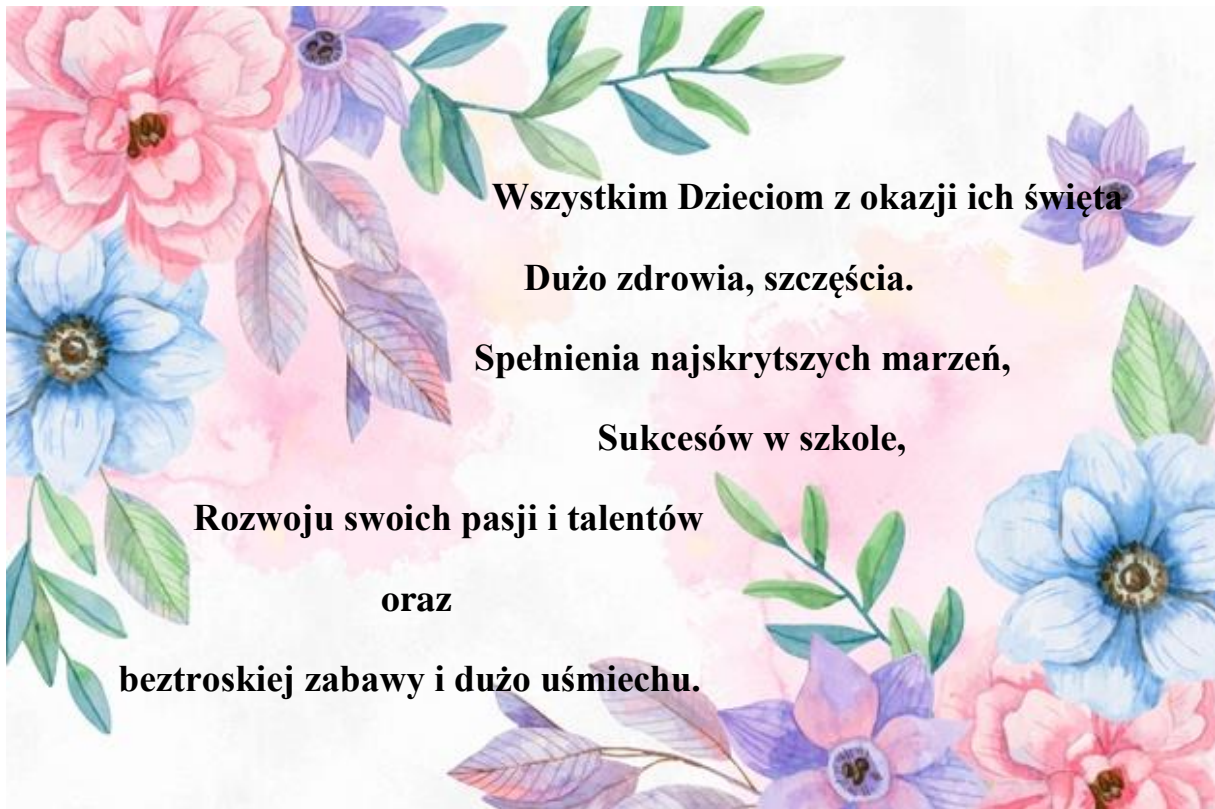 Wszystkim Dzieciom z okazji ich święta
Dużo zdrowia, szczęścia.
Spełnienia najskrytszych marzeń,
Sukcesów w szkole,
Rozwoju swoich pasji i talentów
oraz
beztroskiej zabawy i dużo uśmiechu.